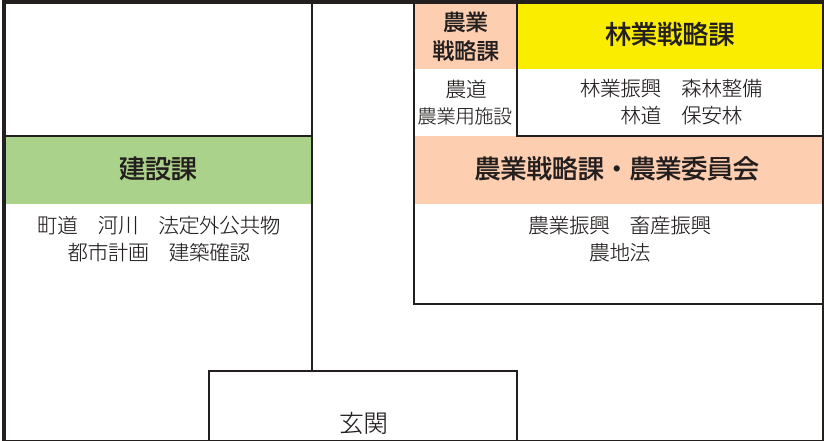 農業
戦略課
農道
農業用施設
林業戦略課
林業振興　森林整備
林道　保安林
建設課
町道　河川　法定外公共物
都市計画　建築確認
農業戦略課・農業委員会
農業振興　畜産振興
農地法
玄関